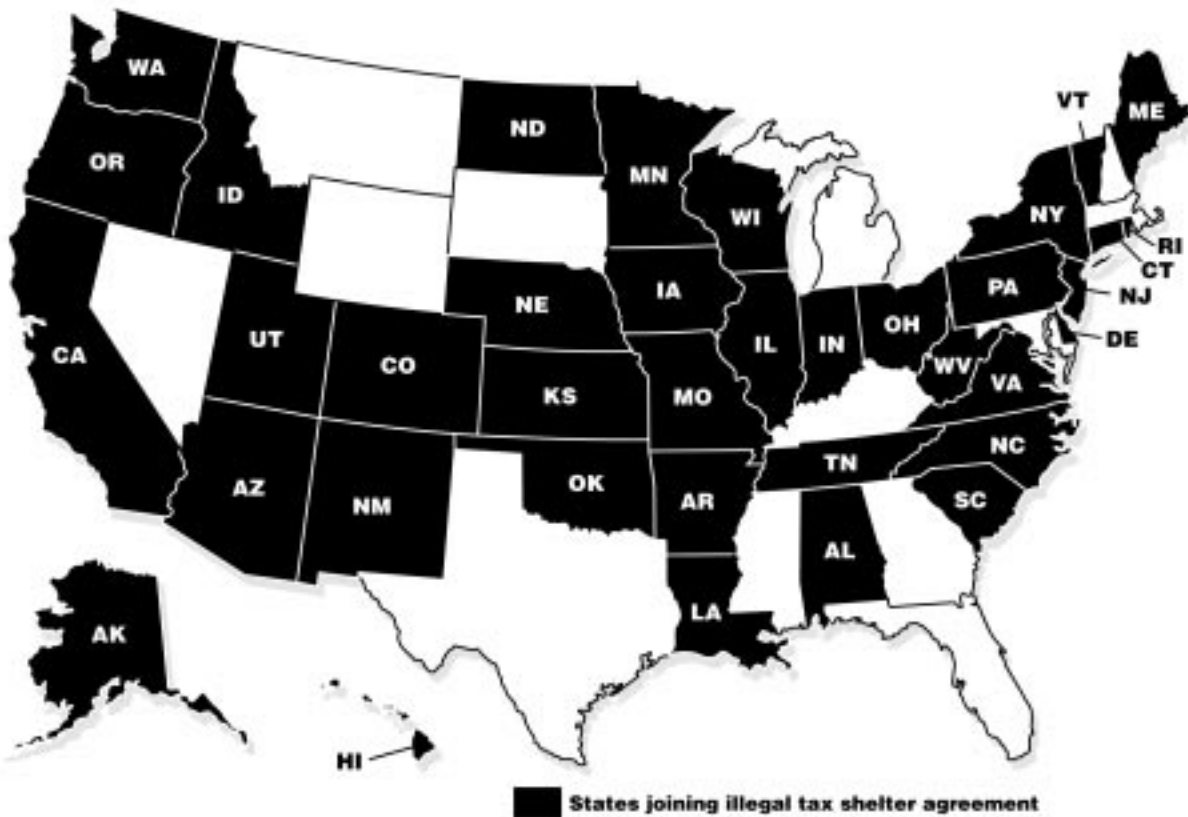 WA
ND
VT
ME
OR
MN
ID
WI
NY
RI
CT
IA
NE
PA
NJ
UT
OH
DE
CA
CO
IL
IN
WV
VA
KS
MO
NC
TN
AZ
OK
AR
SC
NM
AL
LA
AK
HI
States joining illegal tax shelter agreement